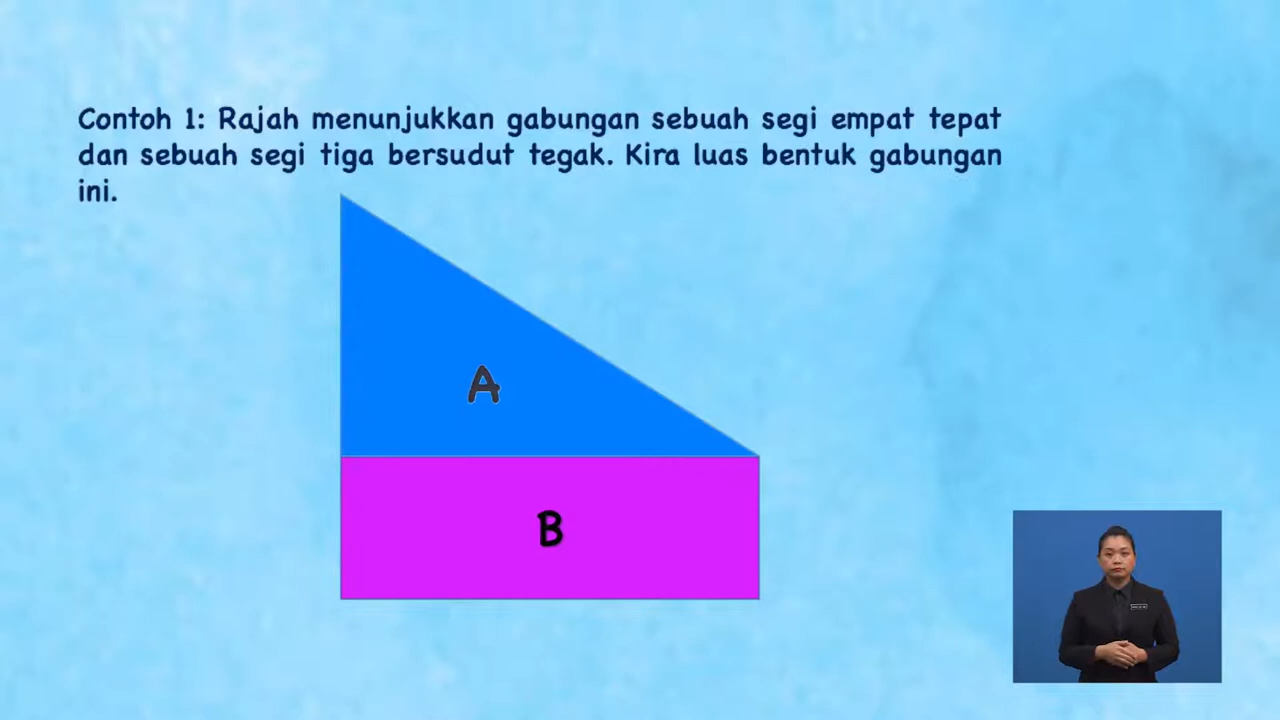 Contoh 1: Rajah menunjukkan gabungan sebuah segi empat tepat
dan sebuah segi tiga bersudut tegak. Kira luas bentuk gabungan
ini.
A
B